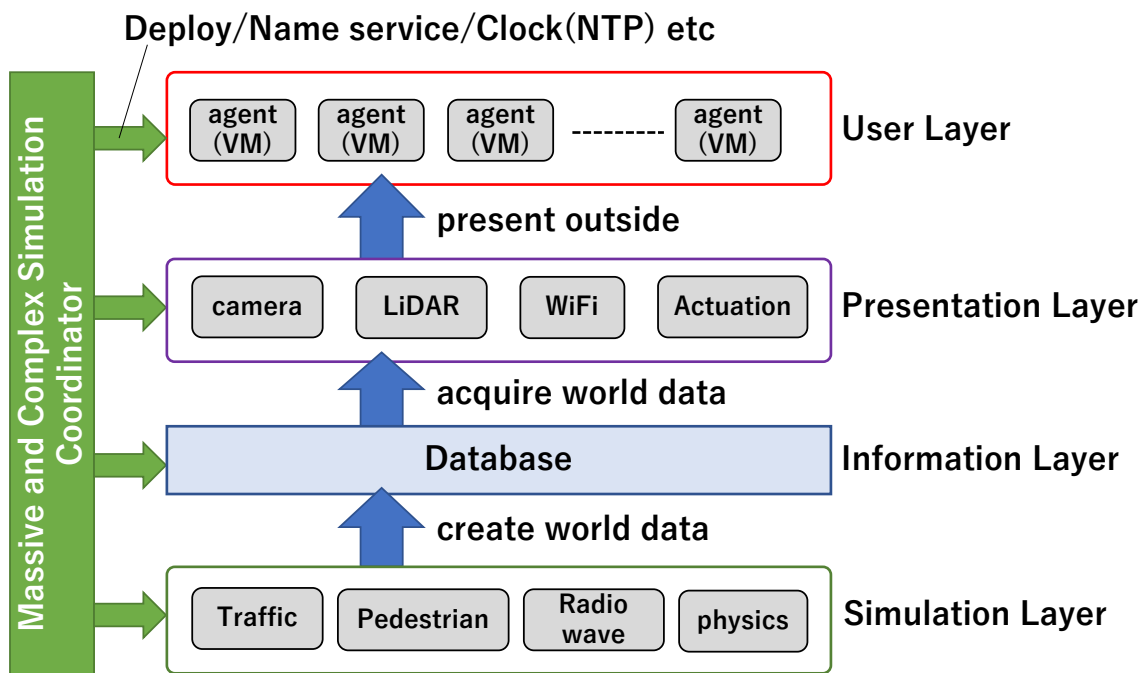 Deploy/Name service/Clock(NTP) etc
Massive and Complex Simulation
Coordinator
agent
(VM)
agent
(VM)
agent
(VM)
agent
(VM)
User Layer
present outside
camera
LiDAR
WiFi
Actuation
Presentation Layer
acquire world data
Database
Information Layer
create world data
Traffic
Pedestrian
Radio
wave
physics
Simulation Layer